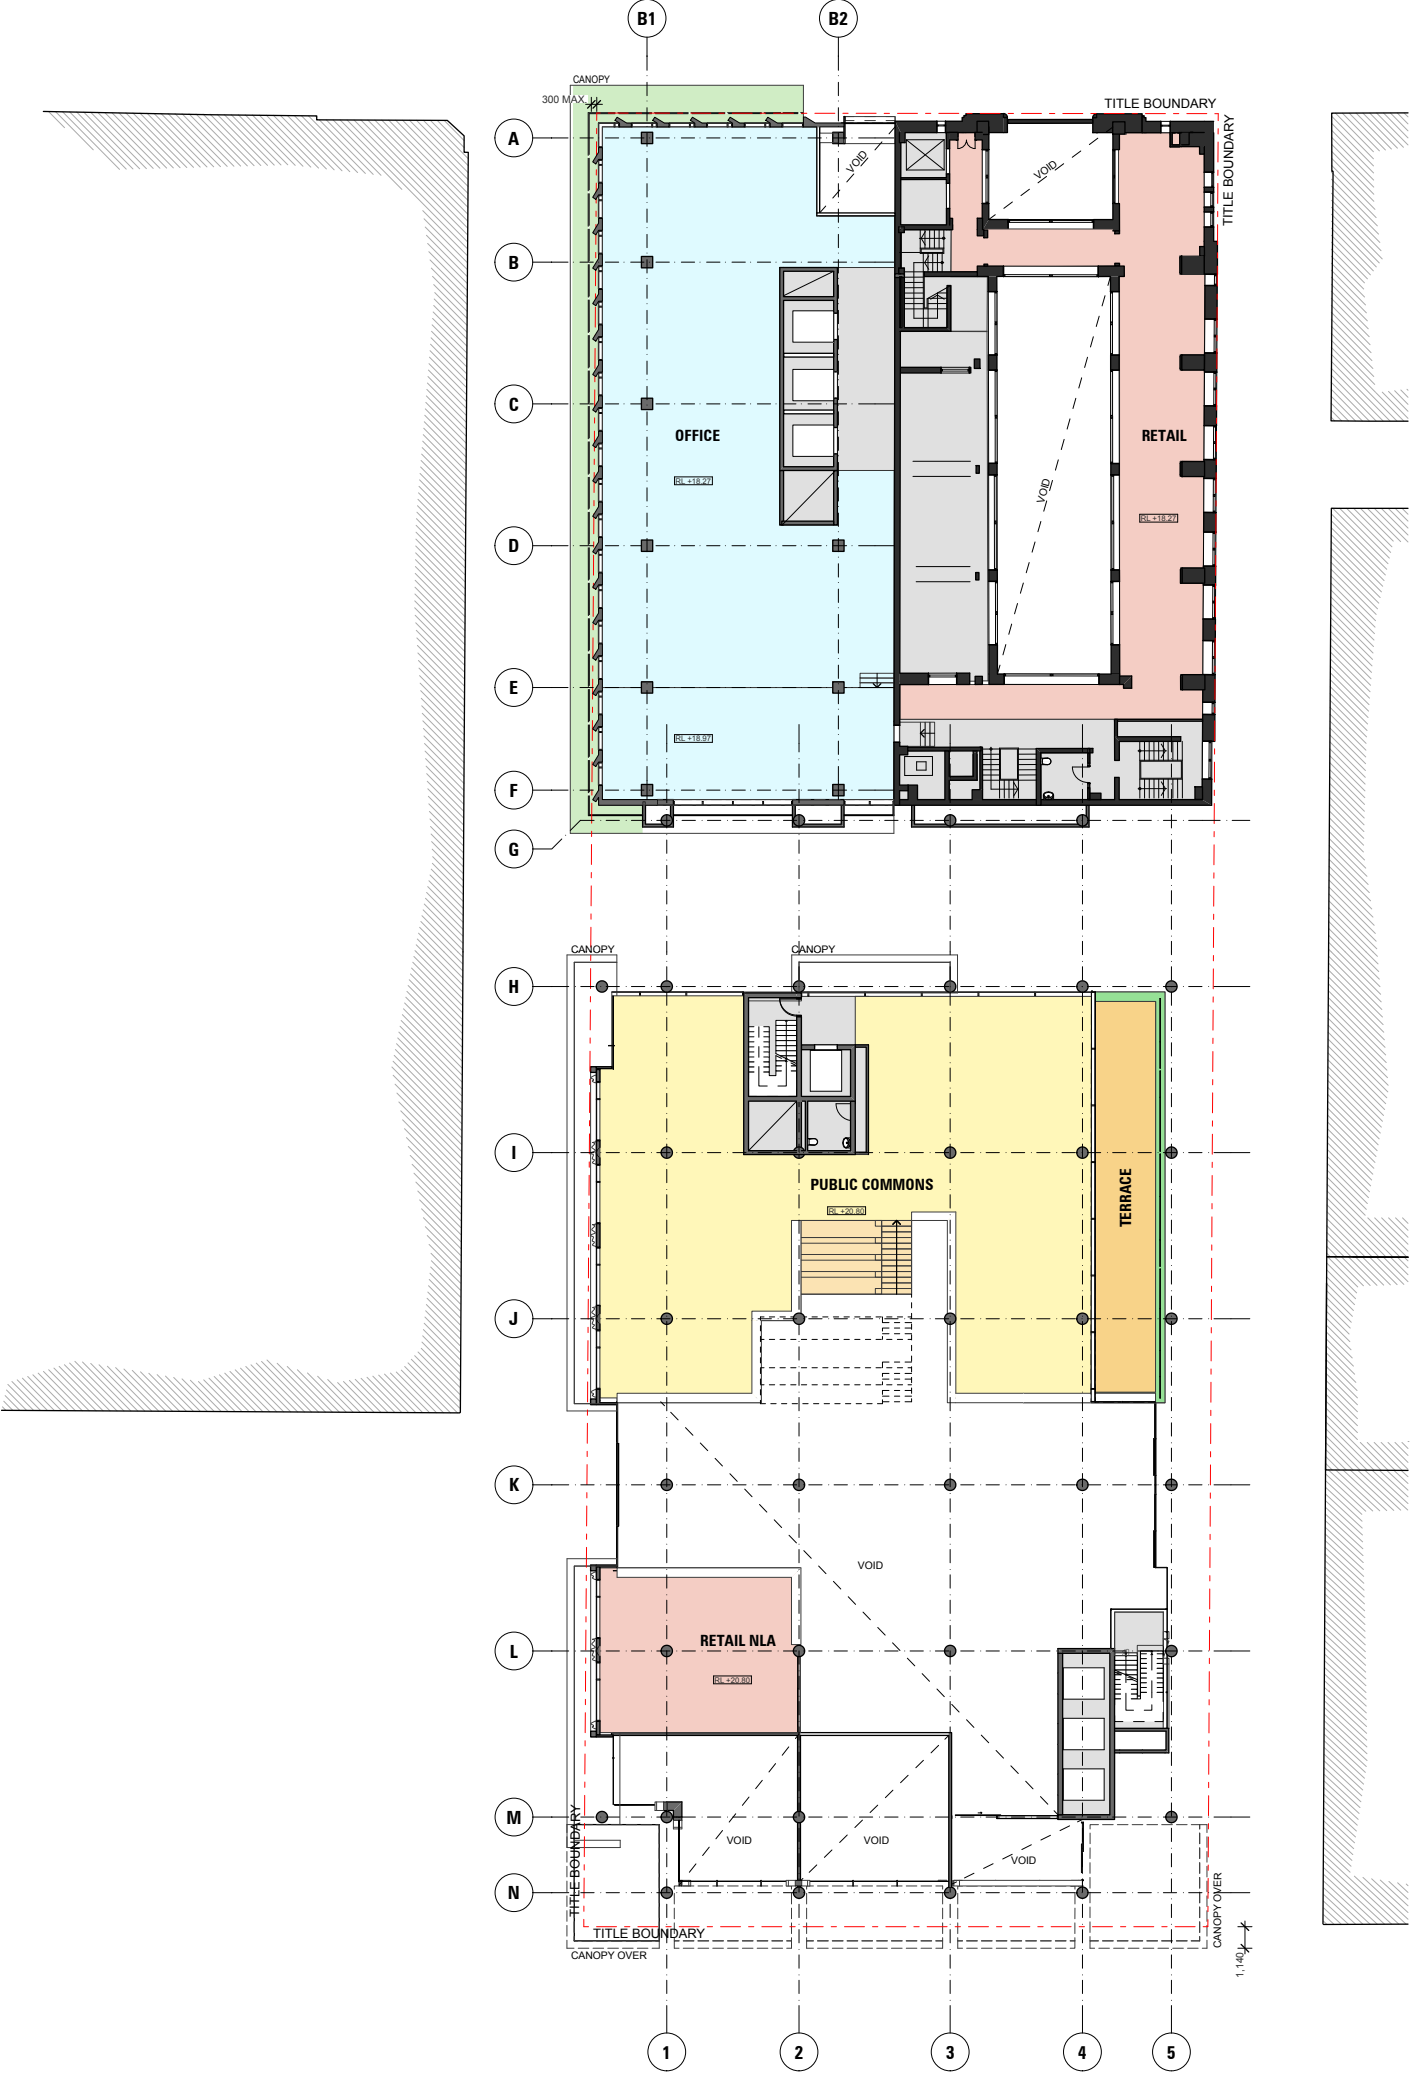 B1
B2
CANOPY
300 MAX.
TITLE BOUNDARY
TITLE BOUNDARY
A
VOID
VOID
B
C
OFFICE
RETAIL
RL +18.27
VOID
RL +18.27
D
E
RL +18.97
F
G
CANOPY
CANOPY
H
I
PUBLIC COMMONS
RL +20.80
TERRACE
J
K
VOID
L
RETAIL NLA
RL +20.80
M
VOID
VOID
VOID
TITLE BOUNDARY
N
CANOPY OVER
TITLE BOUNDARY
CANOPY OVER
1,140
1
2
3
4
5